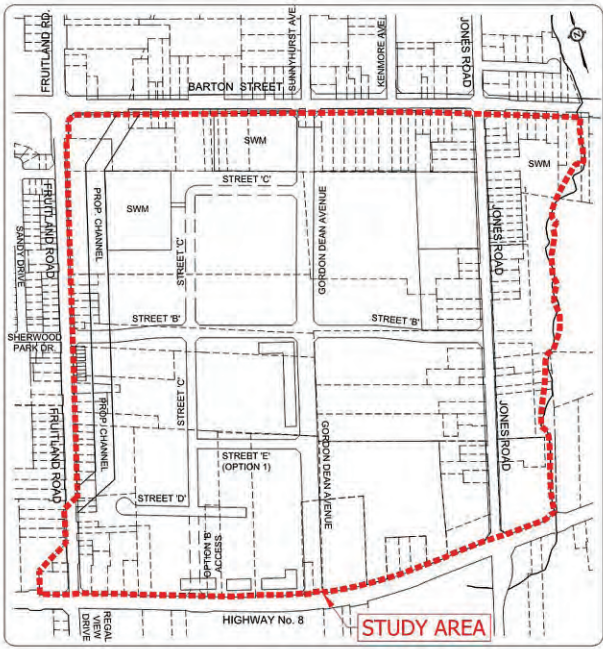 FRUITLAND RD.
SUNNYHURST AVE.
KENMORE AVE.
JONES ROAD
BARTON STREET
SWM
SWM
STREET 'C'
SWM
PROP. CHANNEL
FRUITLAND ROAD
SANDY DRIVE
STREET 'C'
GORDON DEAN AVENUE
JONES ROAD
STREET 'B'
STREET 'B'
SHERWOOD
PARK DR.
STREET 'C'
PROP. CHANNEL
FRUITLAND ROAD
JONES ROAD
GORDON DEAN AVENUE
STREET 'E'
(OPTION 1)
STREET 'D'
OPTION 'B'
ACCESS
REGAL
VIEW
DRIVE
HIGHWAY No. 8
STUDY AREA